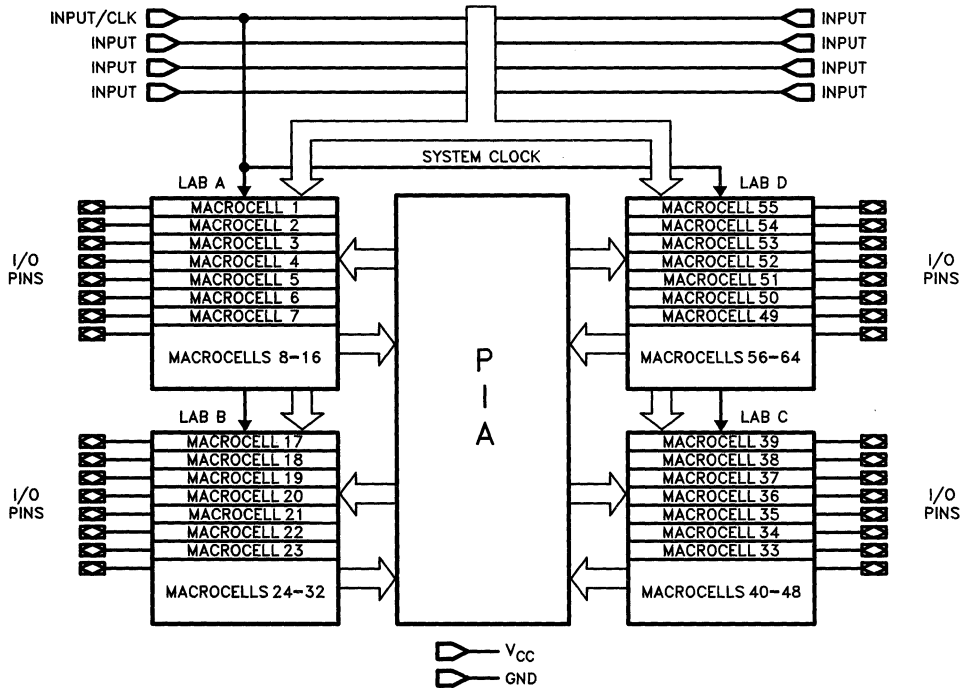 INPUT/CLK
INPUT
INPUT
INPUT
INPUT
INPUT
INPUT
INPUT
SYSTEM CLOCK
LAB A
MACROCELL 1
MACROCELL 2
MACROCELL 3
MACROCELL 4
MACROCELL 5
MACROCELL 6
MACROCELL 7
MACROCELLS 8-16
I/O
PINS
LAB D
MACROCELL 55
MACROCELL 54
MACROCELL 53
MACROCELL 52
MACROCELL 51
MACROCELL 50
MACROCELL 49
MACROCELLS 56-64
I/O
PINS
P
I
A
LAB B
MACROCELL 17
MACROCELL 18
MACROCELL 19
MACROCELL 20
MACROCELL 21
MACROCELL 22
MACROCELL 23
MACROCELLS 24-32
I/O
PINS
LAB C
MACROCELL 39
MACROCELL 38
MACROCELL 37
MACROCELL 36
MACROCELL 35
MACROCELL 34
MACROCELL 33
MACROCELLS 40-48
I/O
PINS
VCC
GND